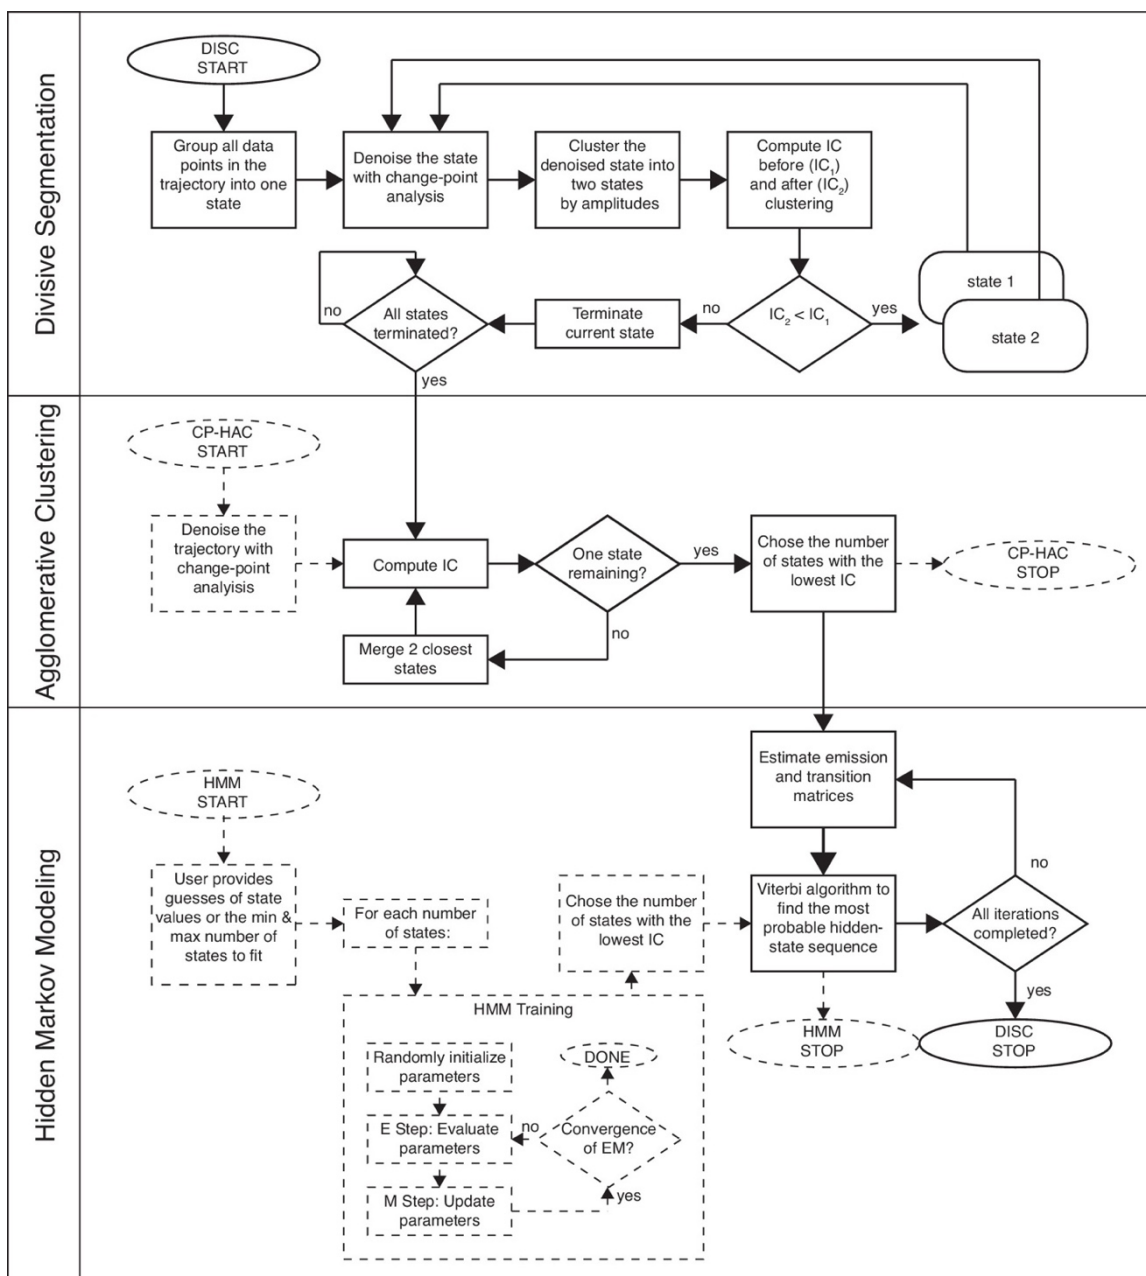 Divisive Segmentation
DISC
START
Group all data
points in the
trajectory into one
state
Denoise the state
with change-point
analysis
Cluster the
denoised state into
two states
by amplitudes
Compute IC
before (IC₁)
and after (IC₂)
clustering
state 1
state 2
yes
IC₂ < IC₁
no
Terminate
current state
All states
terminated?
no
yes
Agglomerative Clustering
CP-HAC
START
Denoise the
trajectory with
change-point
analyisis
Compute IC
One state
remaining?
yes
no
Merge 2 closest
states
Chose the number
of states with the
lowest IC
CP-HAC
STOP
Hidden Markov Modeling
HMM
START
User provides
guesses of state
values or the min &
max number of
states to fit
For each number
of states:
HMM Training
Randomly initialize
parameters
E Step: Evaluate
parameters
M Step: Update
parameters
DONE
Convergence
of EM?
no
yes
Chose the number
of states with the
lowest IC
Estimate emission
and transition
matrices
Viterbi algorithm to
find the most
probable hidden-
state sequence
All iterations
completed?
no
yes
HMM
STOP
DISC
STOP